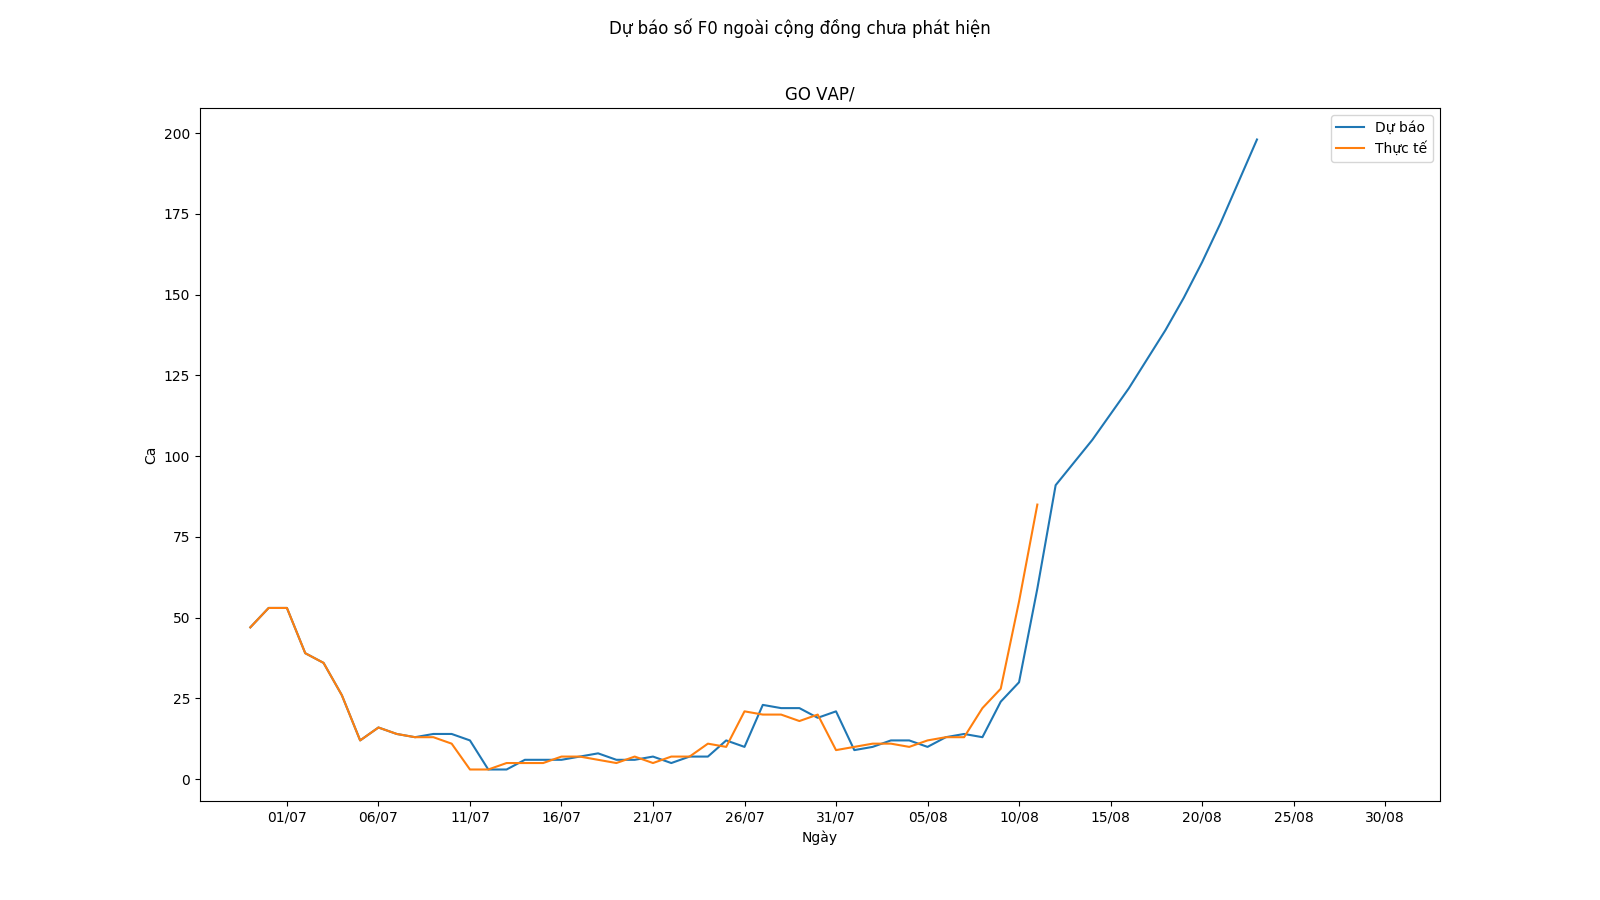 Dự báo số F0 ngoài cộng đồng chưa phát hiện
GO VAP/
Dự báo
Thực tế
200
175
150
125
100
75
50
25
0
Ca
01/07 06/07 11/07 16/07 21/07 26/07 31/07 05/08 10/08 15/08 20/08 25/08 30/08
Ngày